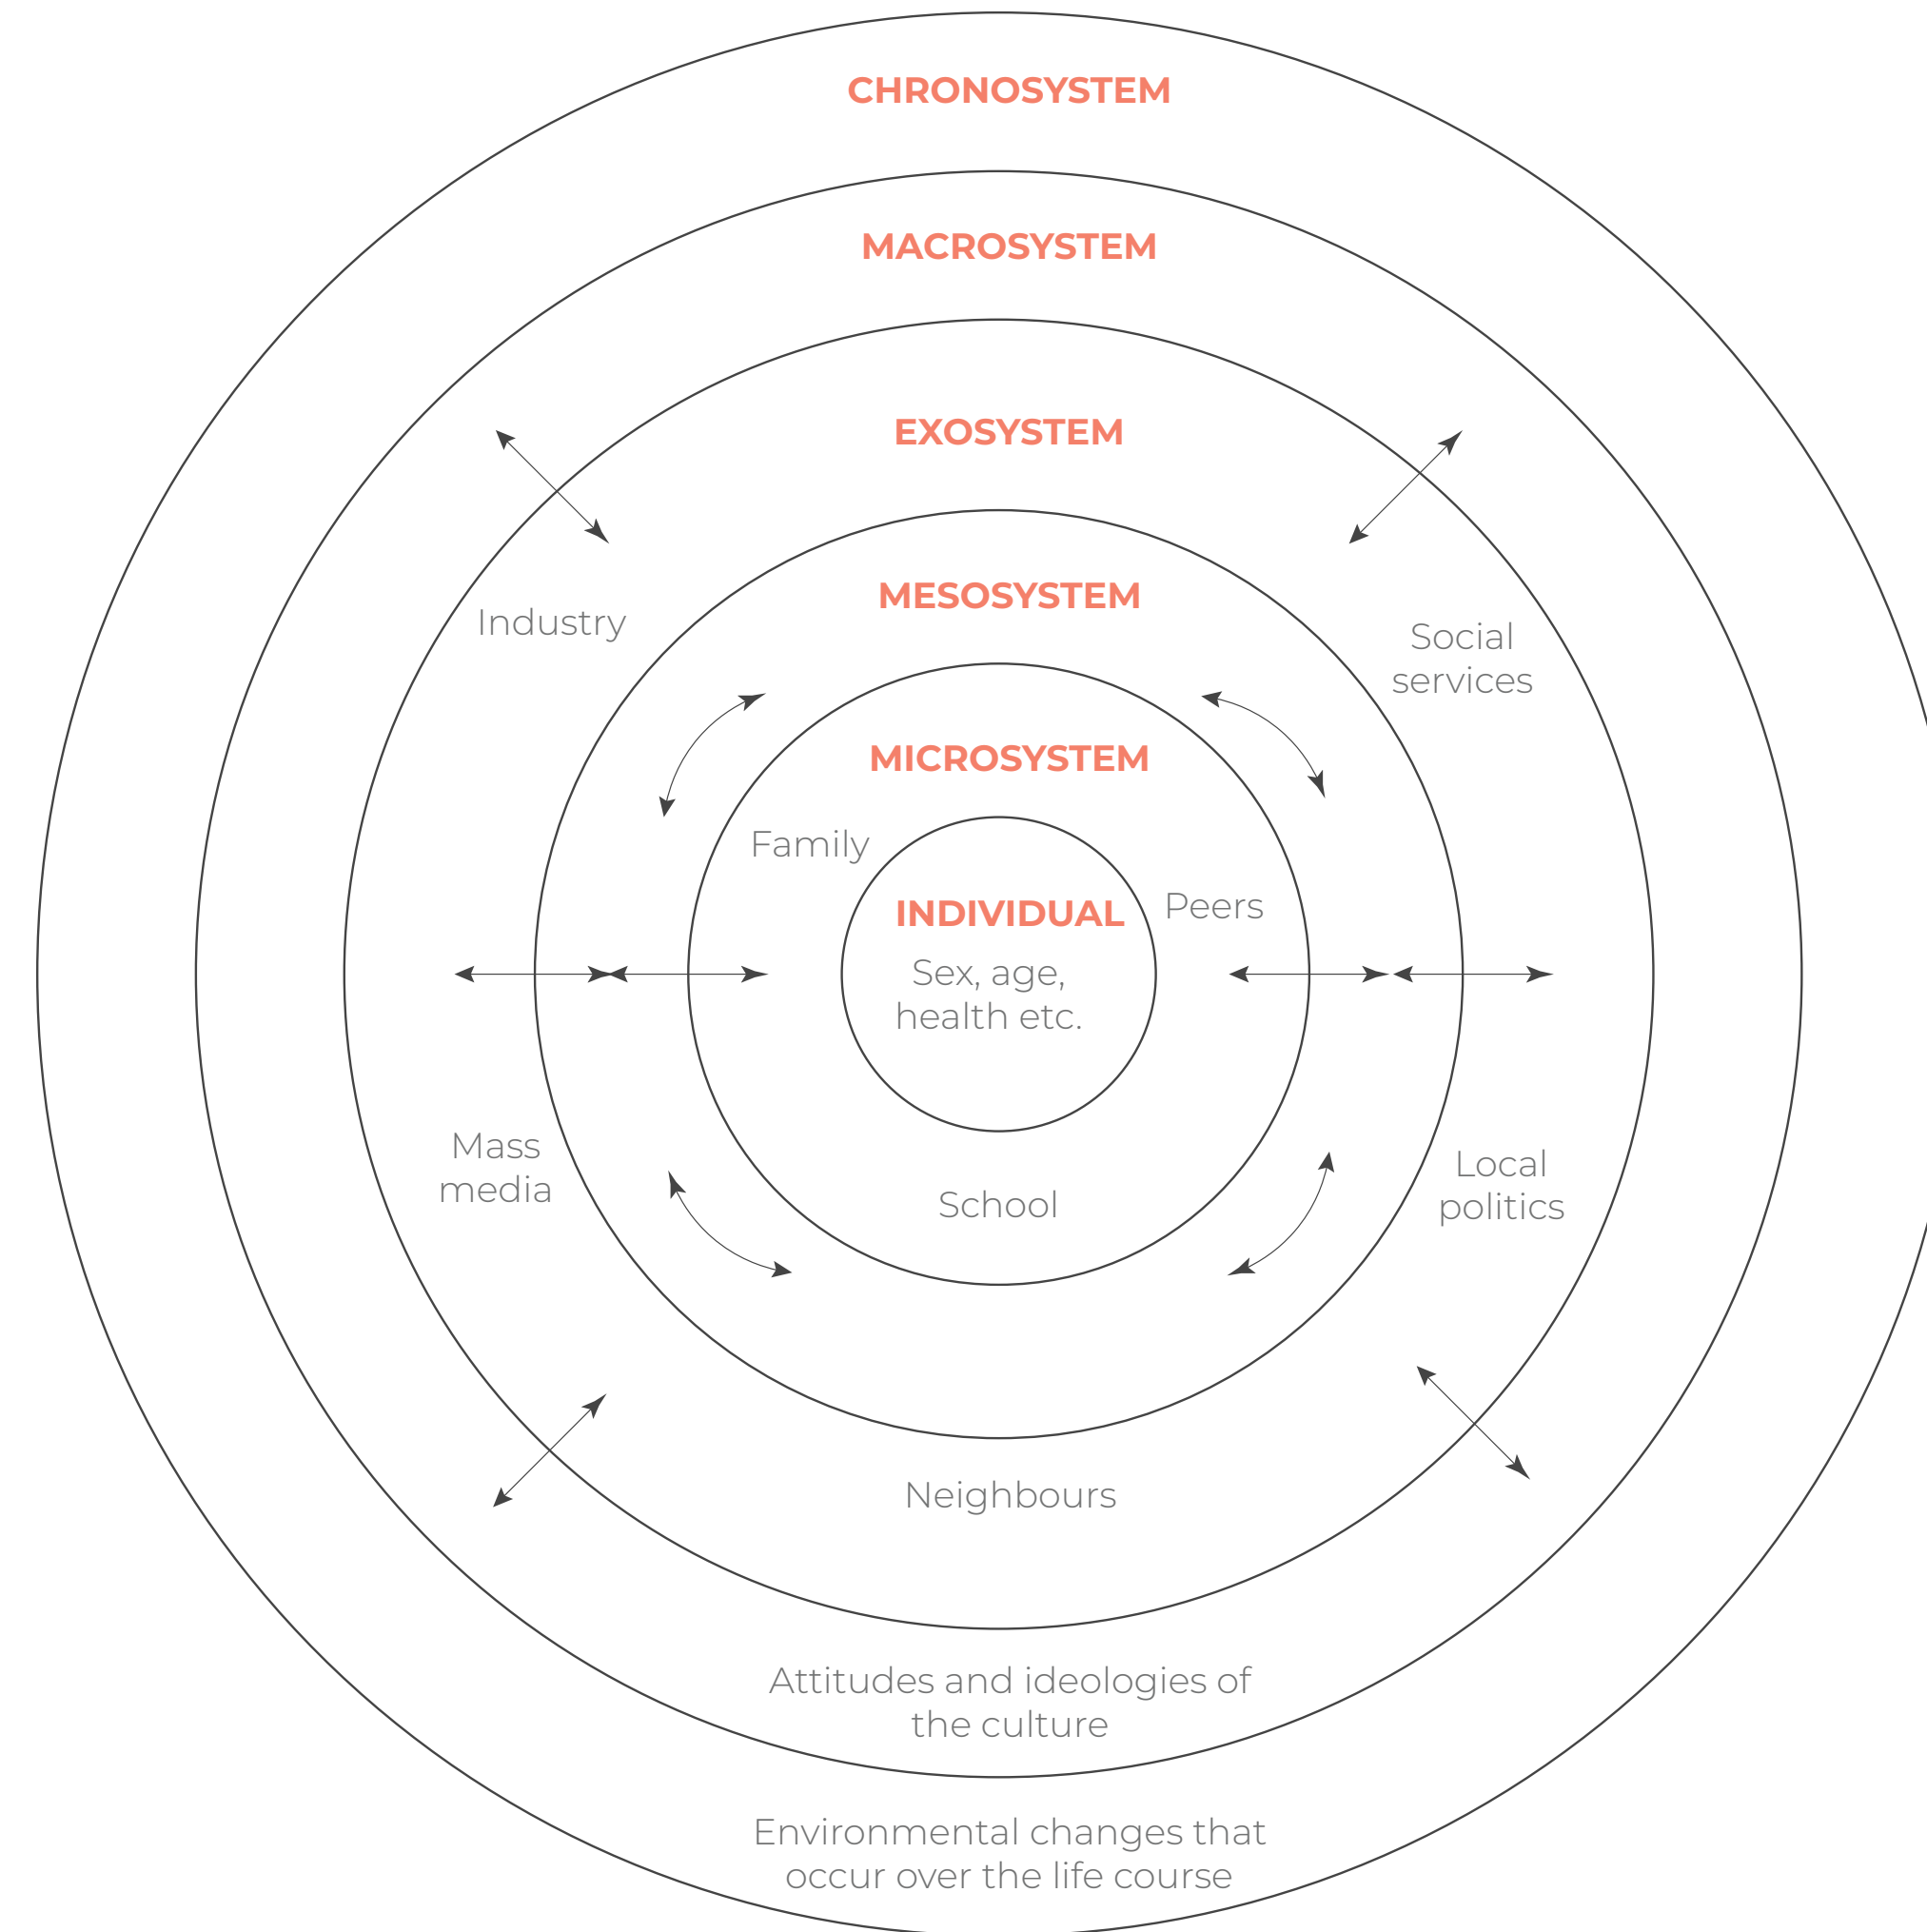 CHRONOSYSTEM
MACROSYSTEM
EXOSYSTEM
MESOSYSTEM
Industry
Social
services
MICROSYSTEM
Family
Peers
INDIVIDUAL
Sex, age,
health etc.
Mass
media
School
Local
politics
Neighbours
Attitudes and ideologies of
the culture
Environmental changes that
occur over the life course